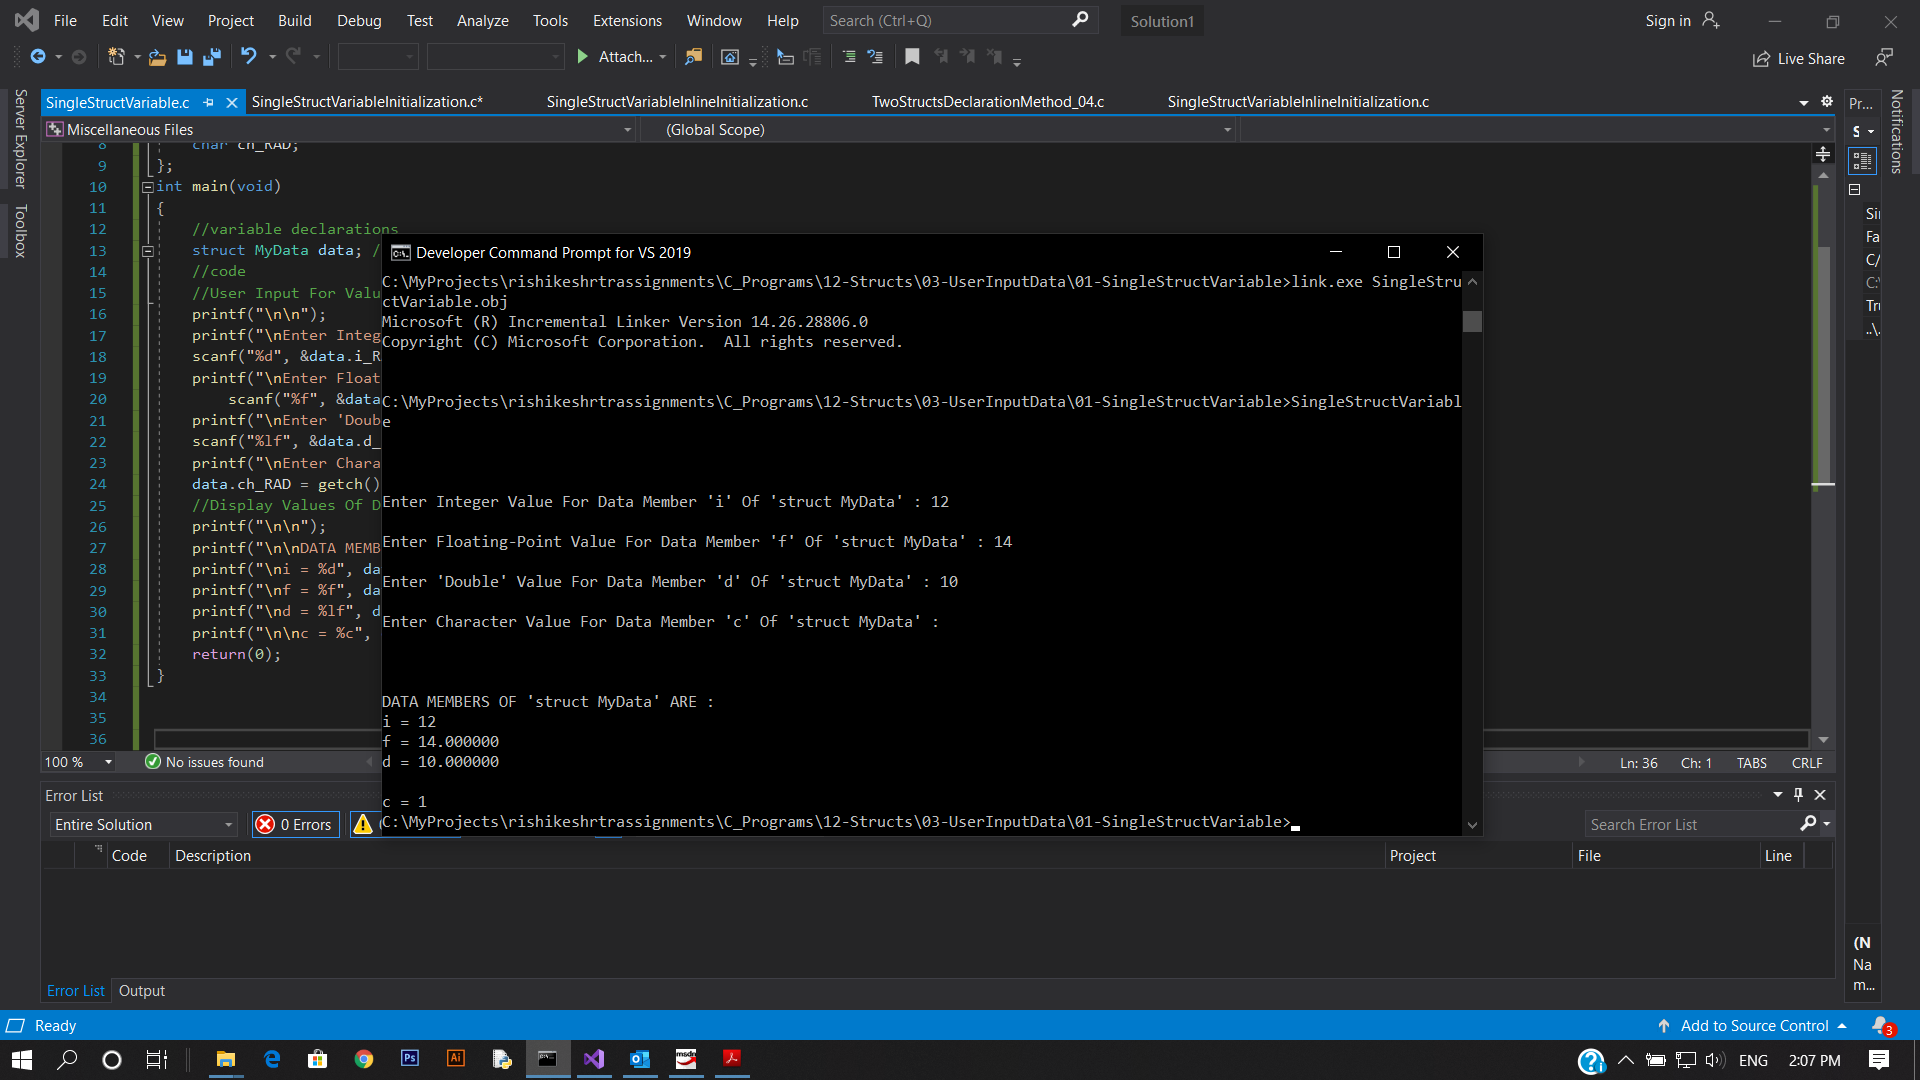 File Edit View Project Build Debug Test Analyze Tools Extensions Window Help Search (Ctrl+Q) Solution1 Sign in
Attach... Live Share
Server Explorer
Toolbox
SingleStructVariable.c SingleStructVariableInitialization.c* SingleStructVariableInlineInitialization.c TwoStructsDeclarationMethod_04.c SingleStructVariableInlineInitialization.c Pr...
Notifications
Miscellaneous Files (Global Scope) S
8 char ch_RAD;
9 };
10 int main(void)
11 {
12 //variable declarations
13 struct MyData data; /
14 //code
15 //User Input For Valu
16 printf("\n\n");
17 printf("\nEnter Integ
18 scanf("%d", &data.i_R
19 printf("\nEnter Float
20 scanf("%f", &data
21 printf("\nEnter 'Doub
22 scanf("%lf", &data.d_
23 printf("\nEnter Chara
24 data.ch_RAD = getch()
25 //Display Values Of D
26 printf("\n\n");
27 printf("\n\nDATA MEMB
28 printf("\ni = %d", da
29 printf("\nf = %f", da
30 printf("\nd = %lf", d
31 printf("\n\nc = %c",
32 return(0);
33 }
34
35
36
Sin
Fa
C/
C:\
Tru
..\.
Developer Command Prompt for VS 2019
C:\MyProjects\rishikeshrtrassignments\C_Programs\12-Structs\03-UserInputData\01-SingleStructVariable>link.exe SingleStru
ctVariable.obj
Microsoft (R) Incremental Linker Version 14.26.28806.0
Copyright (C) Microsoft Corporation.  All rights reserved.
C:\MyProjects\rishikeshrtrassignments\C_Programs\12-Structs\03-UserInputData\01-SingleStructVariable>SingleStructVariabl
e
Enter Integer Value For Data Member 'i' Of 'struct MyData' : 12
Enter Floating-Point Value For Data Member 'f' Of 'struct MyData' : 14
Enter 'Double' Value For Data Member 'd' Of 'struct MyData' : 10
Enter Character Value For Data Member 'c' Of 'struct MyData' :
DATA MEMBERS OF 'struct MyData' ARE :
i = 12
f = 14.000000
d = 10.000000
c = 1
C:\MyProjects\rishikeshrtrassignments\C_Programs\12-Structs\03-UserInputData\01-SingleStructVariable>
100 % No issues found Ln: 36 Ch: 1 TABS CRLF
Error List
Entire Solution 0 Errors Search Error List
Code Description Project File Line
(N
Na
m...
Error List Output
Ready Add to Source Control 3
Ps Ai msdn ENG 2:07 PM